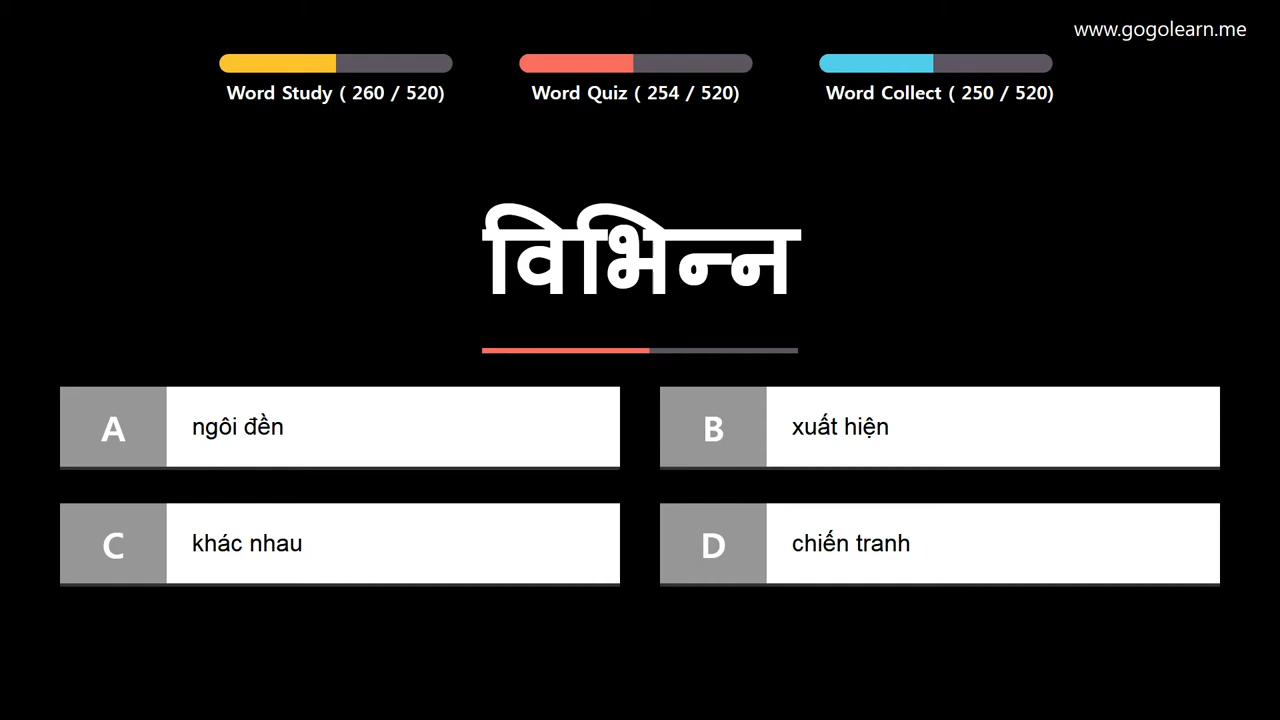 www.gogolearn.me
Word Study ( 260 / 520)
Word Quiz ( 254 / 520)
Word Collect ( 250 / 520)
विभिन्न
A ngôi đền
B xuất hiện
C khác nhau
D chiến tranh